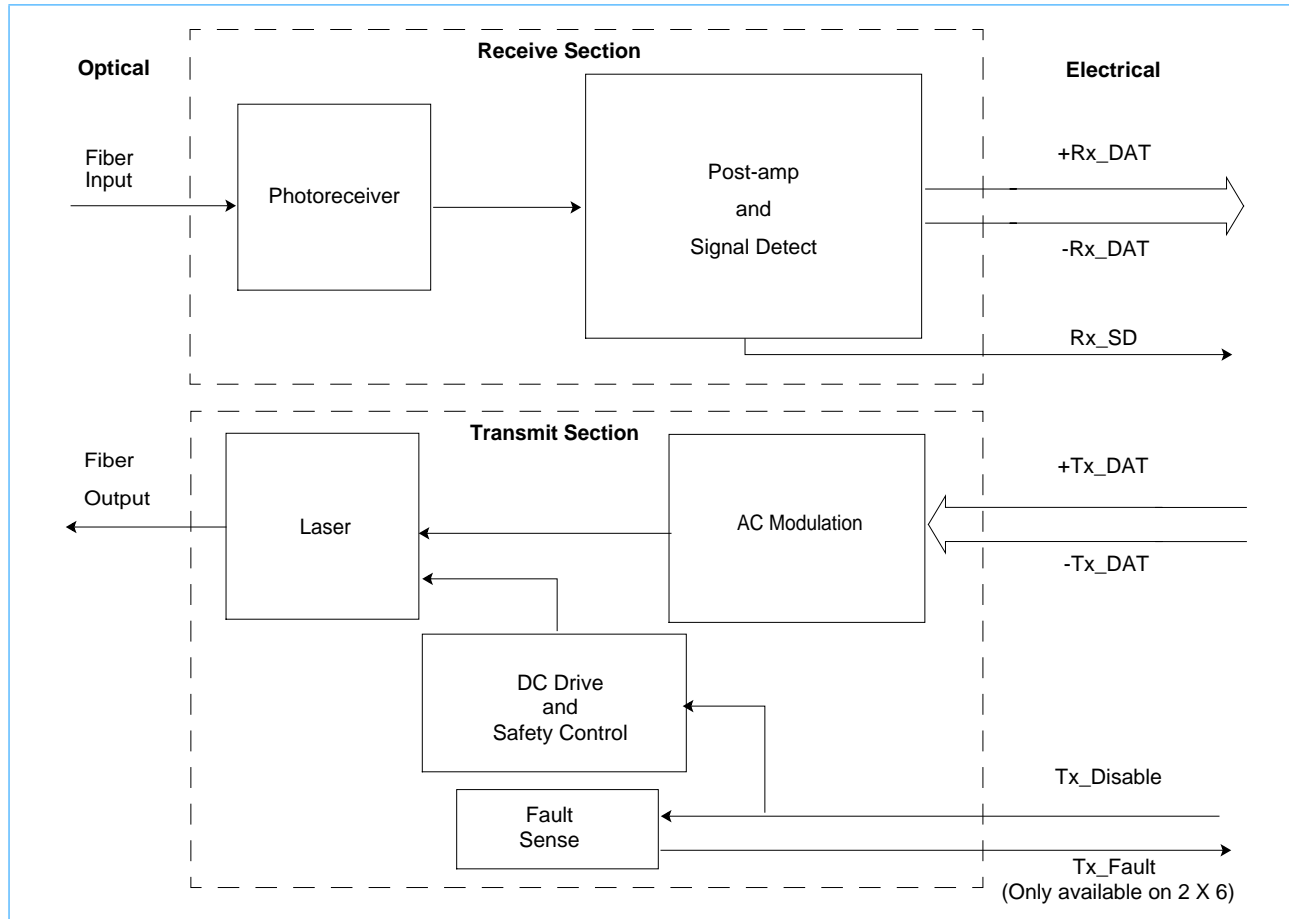 Receive Section
Optical
Electrical
Fiber
Input
Photoreceiver
Post-amp
and
Signal Detect
+Rx_DAT
-Rx_DAT
Rx_SD
Transmit Section
Fiber
Output
Laser
AC Modulation
+Tx_DAT
-Tx_DAT
DC Drive
and
Safety Control
Fault
Sense
Tx_Disable
Tx_Fault
(Only available on 2 X 6)